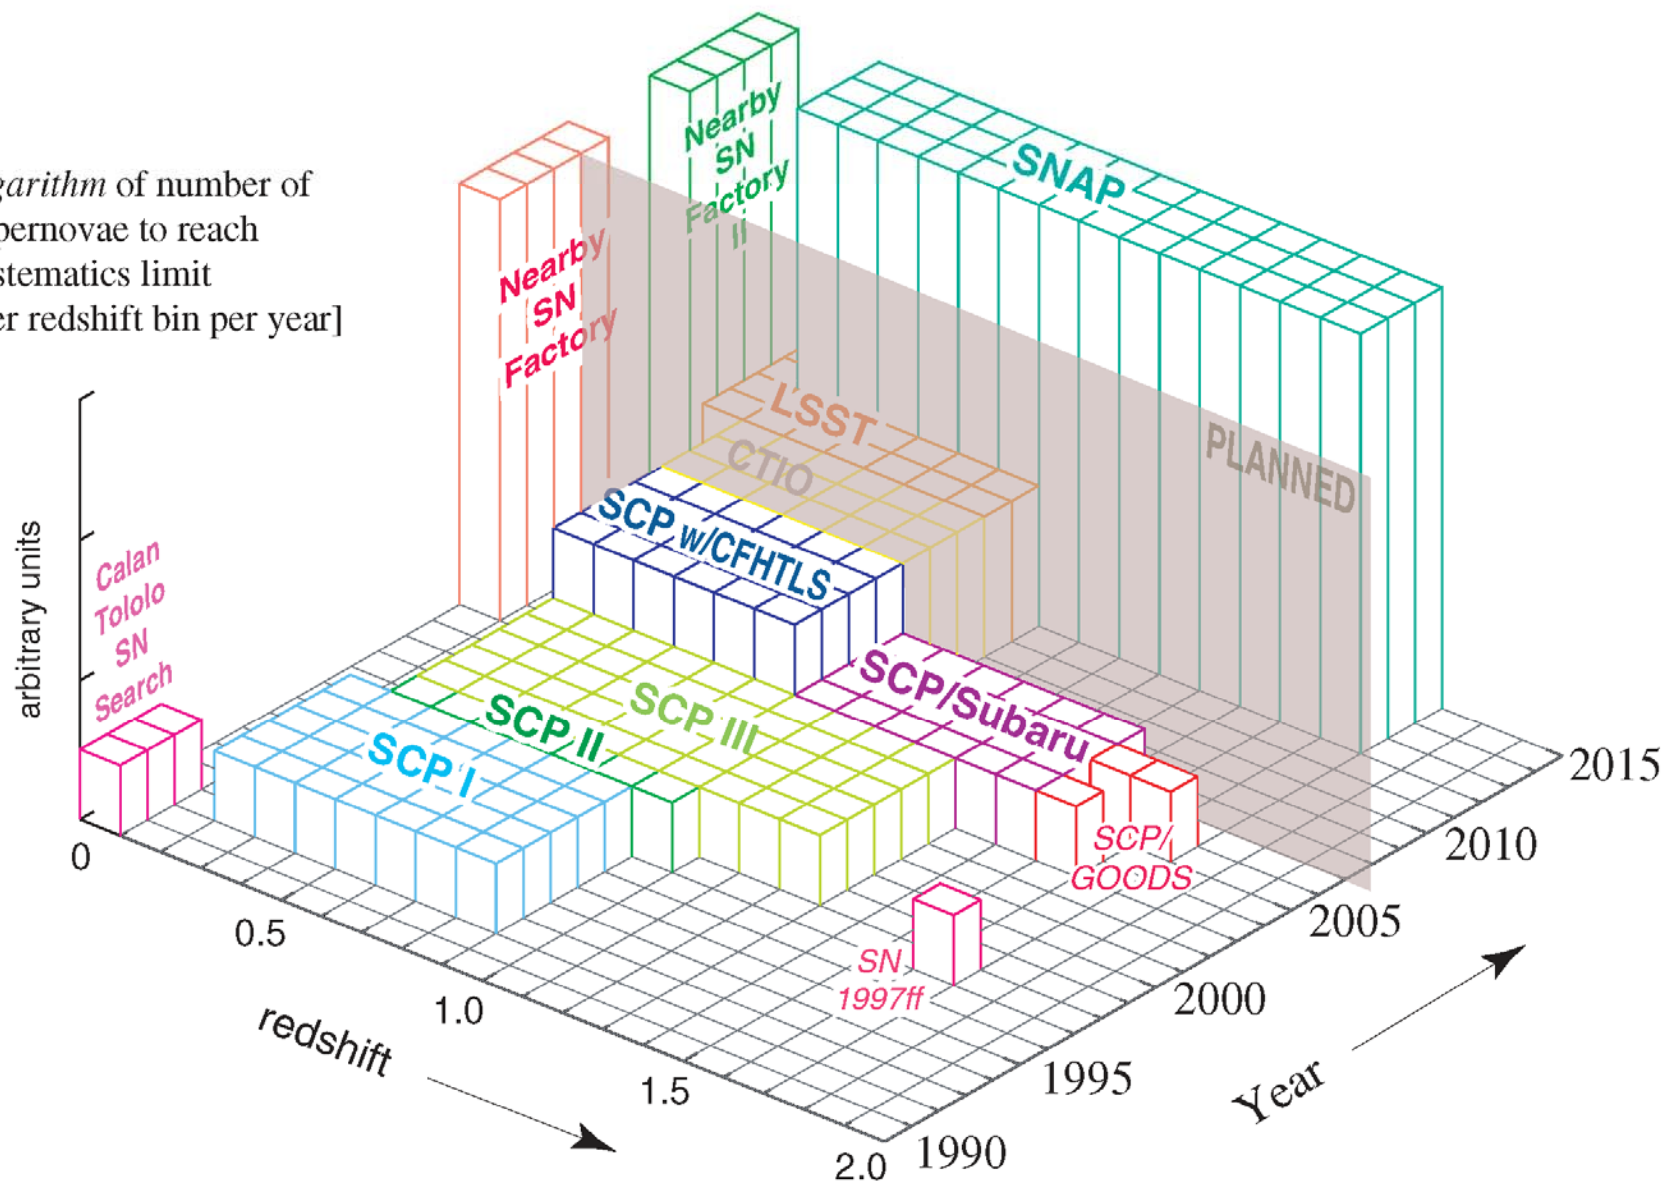 garithm of number of
pernovae to reach
stematics limit
er redshift bin per year]
arbitrary units
Calan
Tololo
SN
Search
Nearby
SN
Factory
Nearby
SN
Factory
II
SNAP
LSST
CTIO
PLANNED
SCP w/CFHTLS
SCP/Subaru
SCP III
SCP II
SCP I
SCP/
GOODS
SN
1997ff
0
0.5
1.0
1.5
2.0
redshift
1990
1995
2000
2005
2010
2015
Year